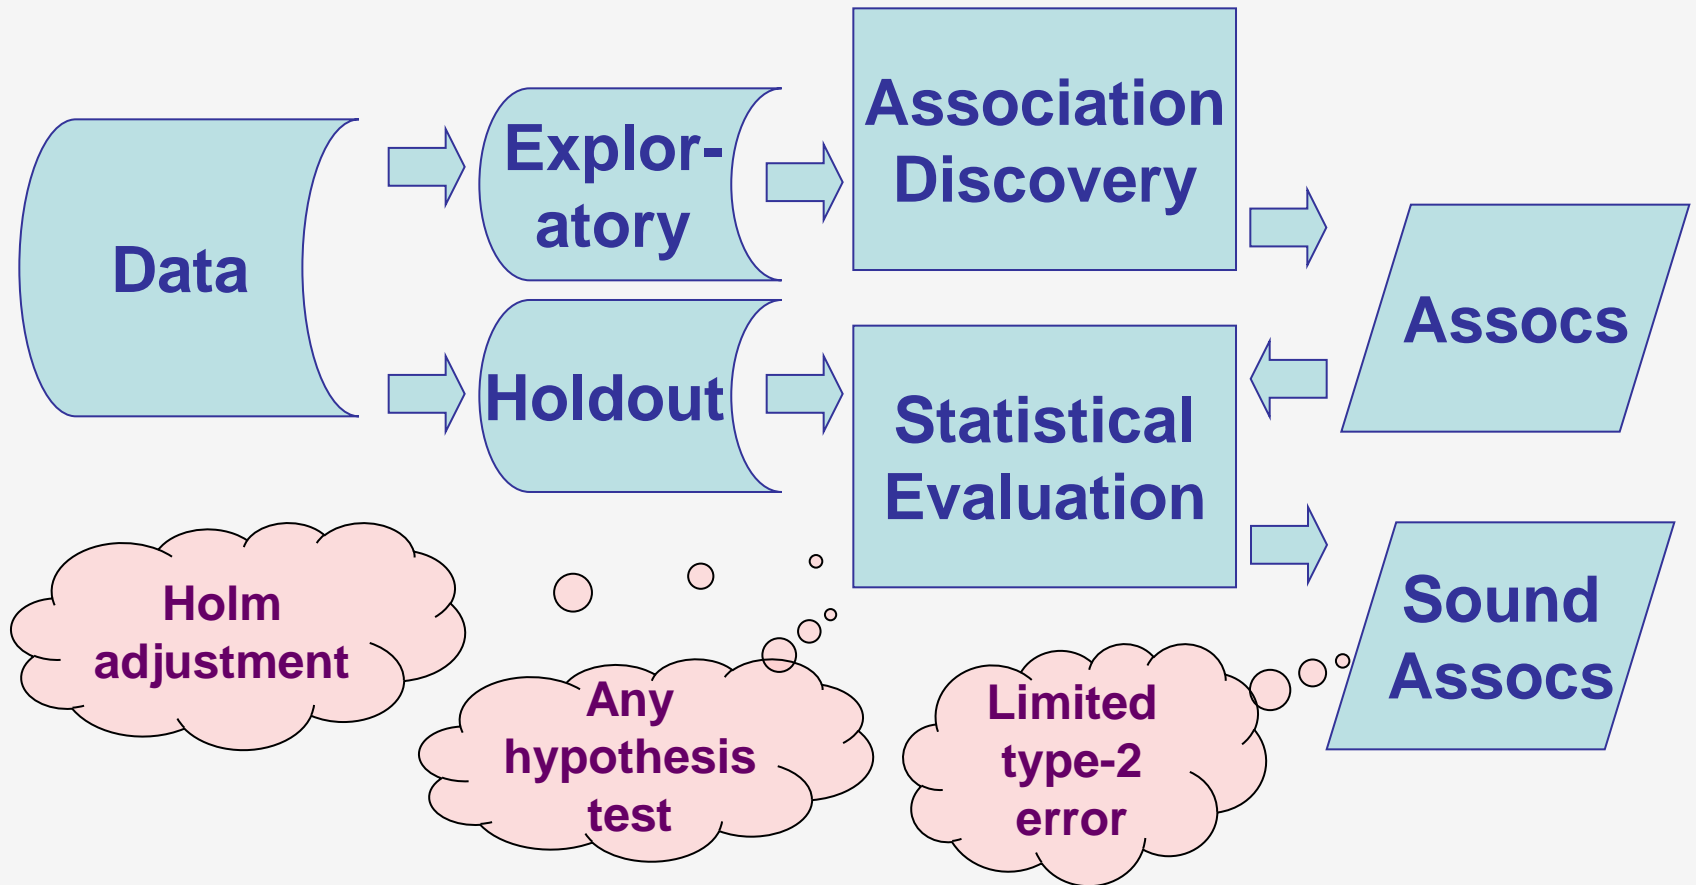 Data
Explor-
atory
Association
Discovery
Assocs
Holdout
Statistical
Evaluation
Sound
Assocs
Holm
adjustment
Any
hypothesis
test
Limited
type-2
error